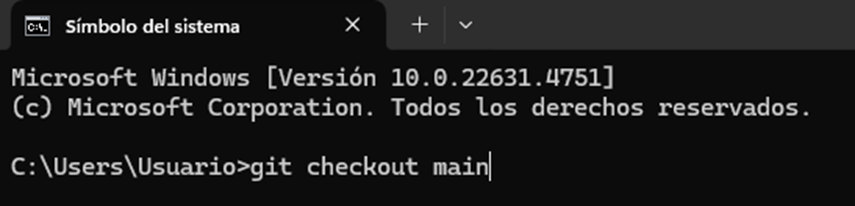 Símbolo del sistema
Microsoft Windows [Versión 10.0.22631.4751]
(c) Microsoft Corporation. Todos los derechos reservados.
C:\Users\Usuario>git checkout main